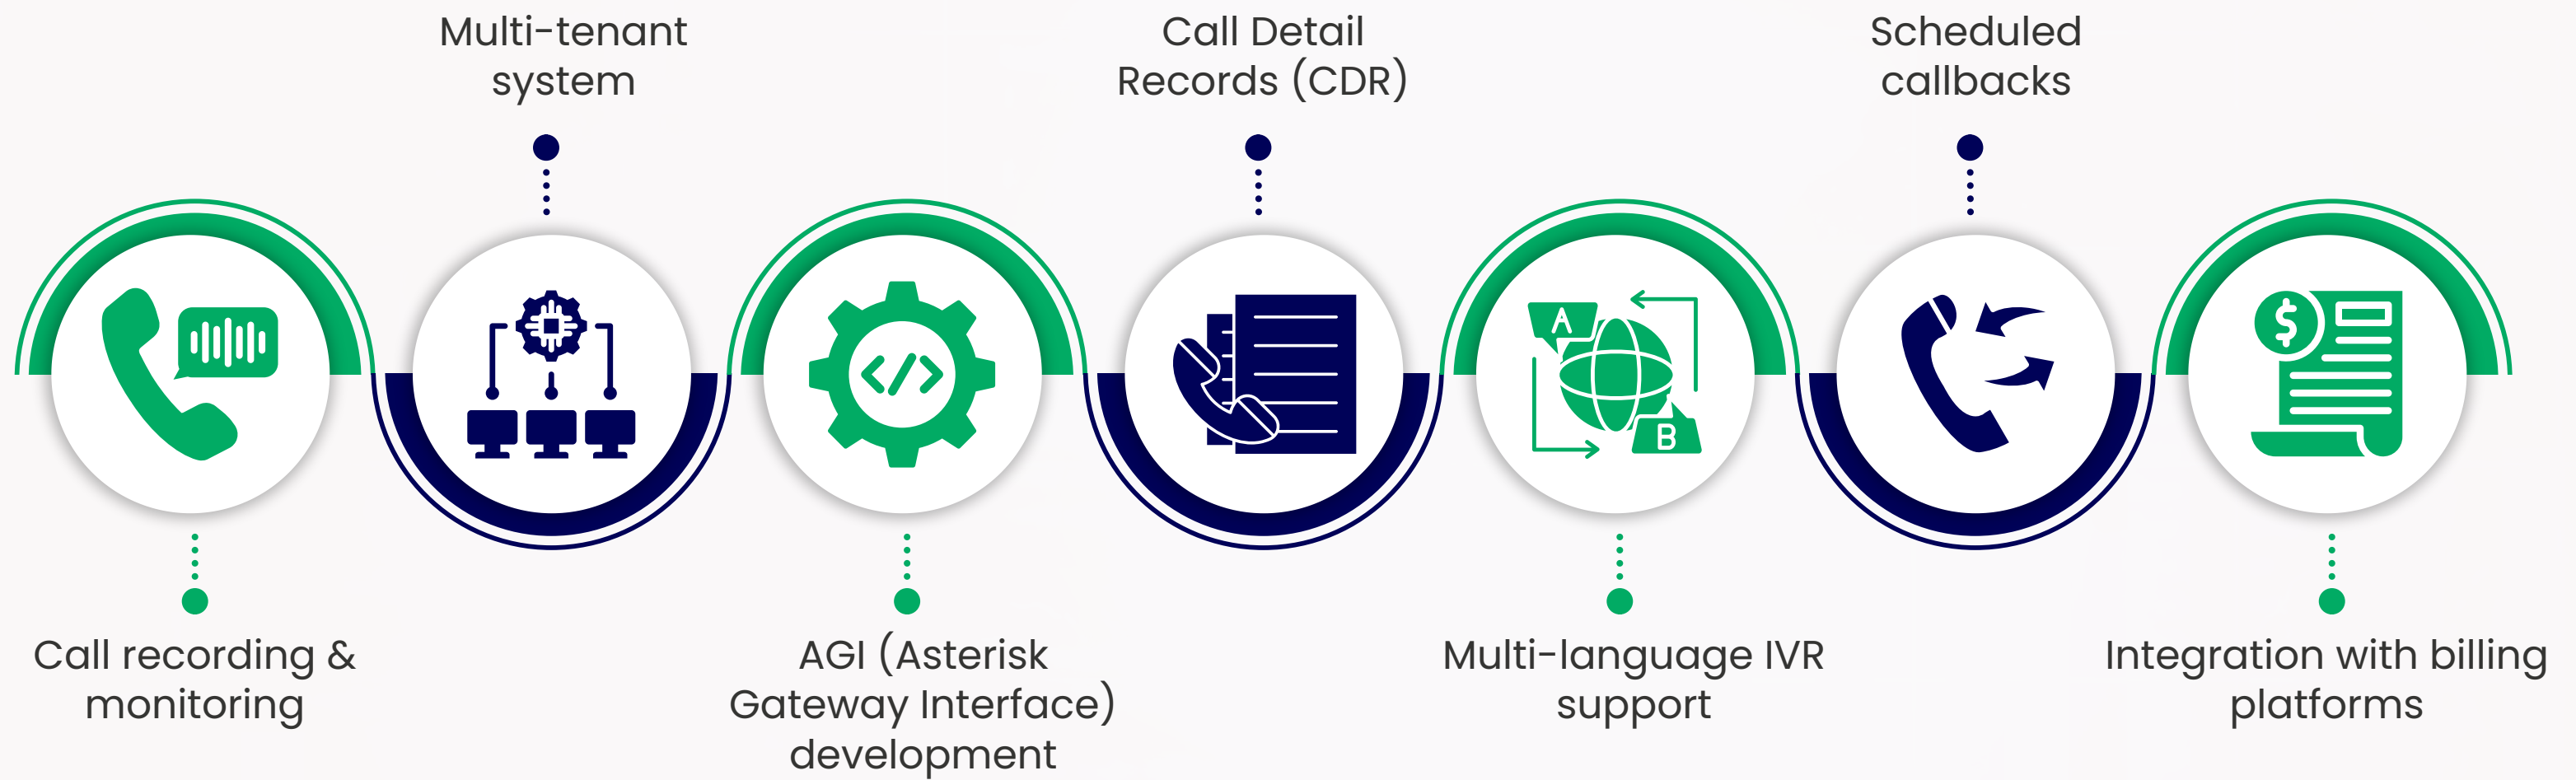 Multi-tenant
system
Call Detail
Records (CDR)
Scheduled
callbacks
A
B
$
Call recording &
monitoring
AGI (Asterisk
Gateway Interface)
development
Multi-language IVR
support
Integration with billing
platforms